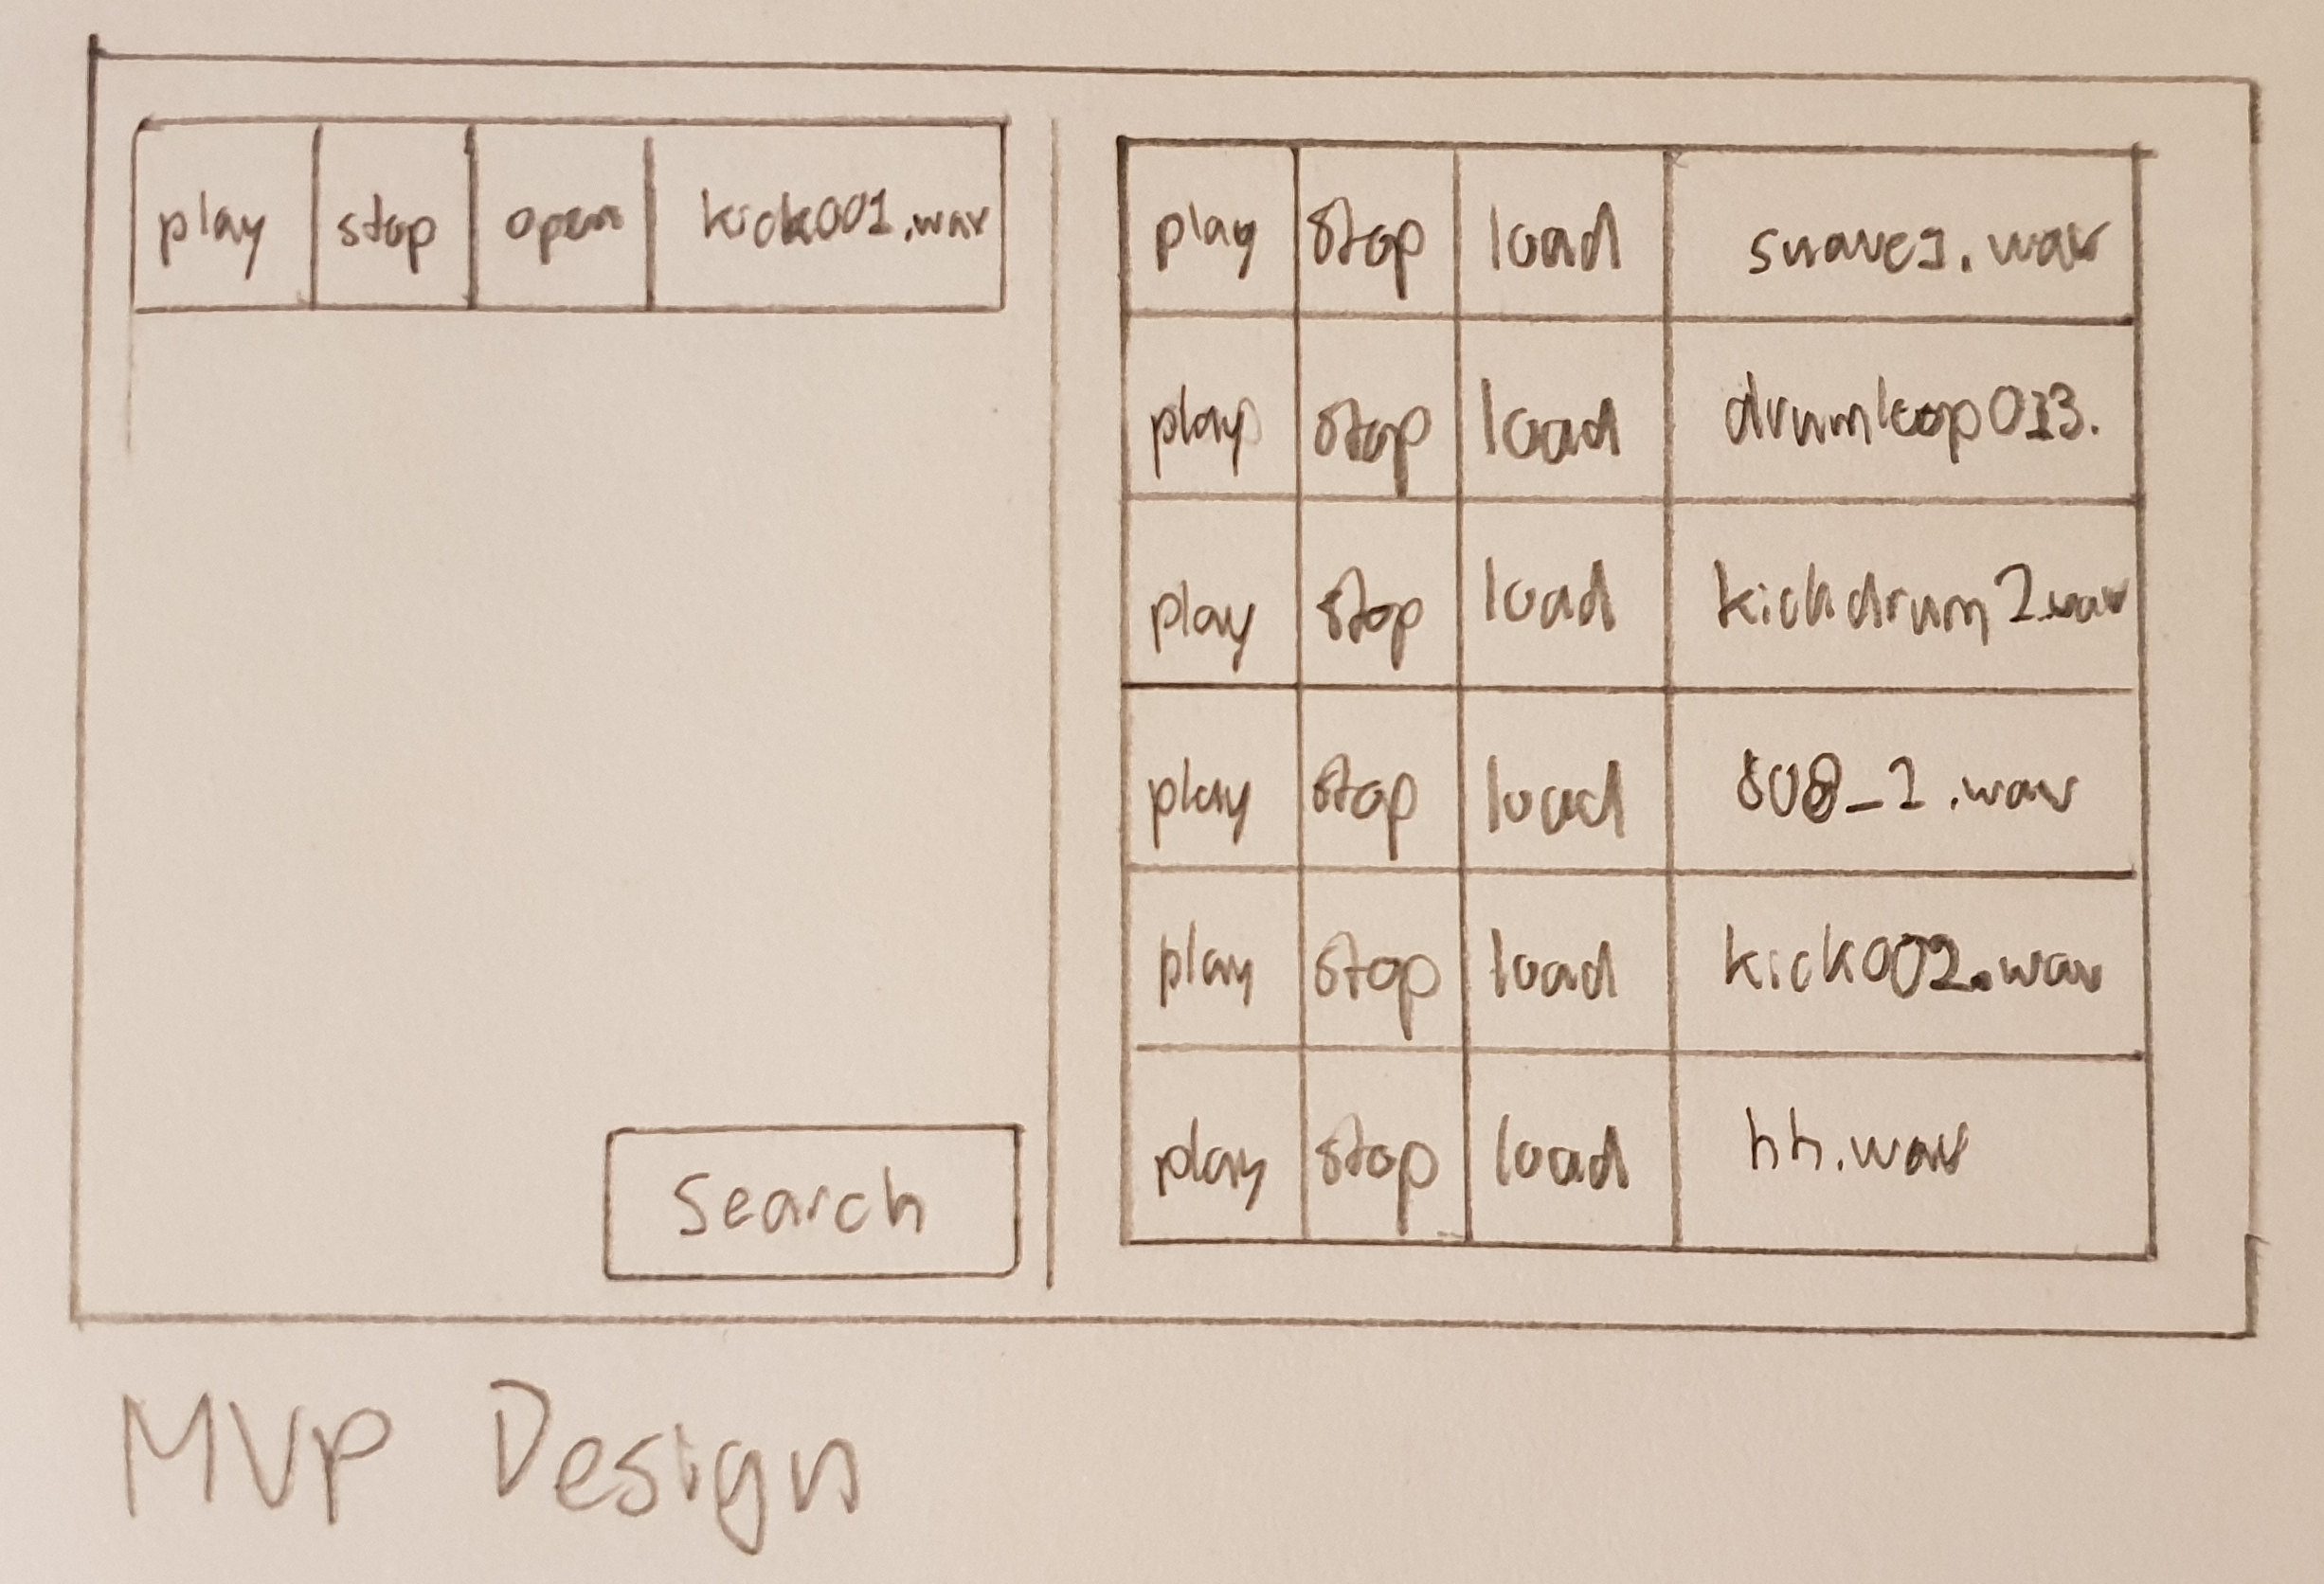 play stop open kick001.wav
Search
play stop load snare1.wav
play stop load drumloop013.
play stop load kickdrum2.wav
play stop load 808_1.wav
play stop load kick002.wav
play stop load hh.wav
MVP Design